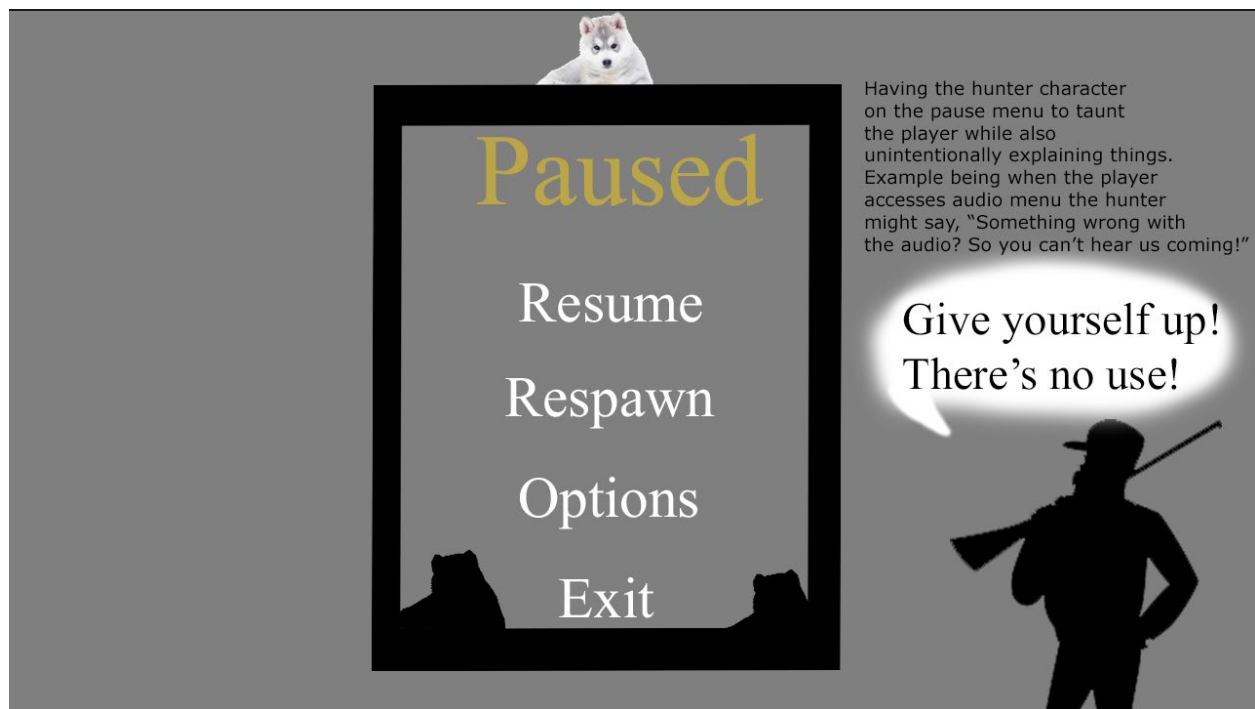 Paused
Resume
Respawn
Options
Exit
Having the hunter character
on the pause menu to taunt
the player while also
unintentionally explaining things.
Example being when the player
accesses audio menu the hunter
might say, “Something wrong with
the audio? So you can’t hear us coming!”
Give yourself up!
There’s no use!